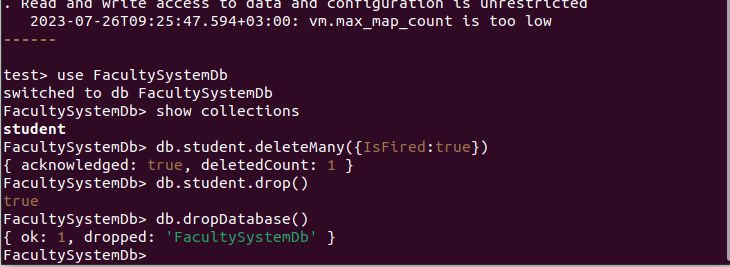 . Read and write access to data and configuration is unrestricted
2023-07-26T09:25:47.594+03:00: vm.max_map_count is too low
------
test> use FacultySystemDb
switched to db FacultySystemDb
FacultySystemDb> show collections
student
FacultySystemDb> db.student.deleteMany({IsFired:true})
{ acknowledged: true, deletedCount: 1 }
FacultySystemDb> db.student.drop()
true
FacultySystemDb> db.dropDatabase()
{ ok: 1, dropped: 'FacultySystemDb' }
FacultySystemDb>